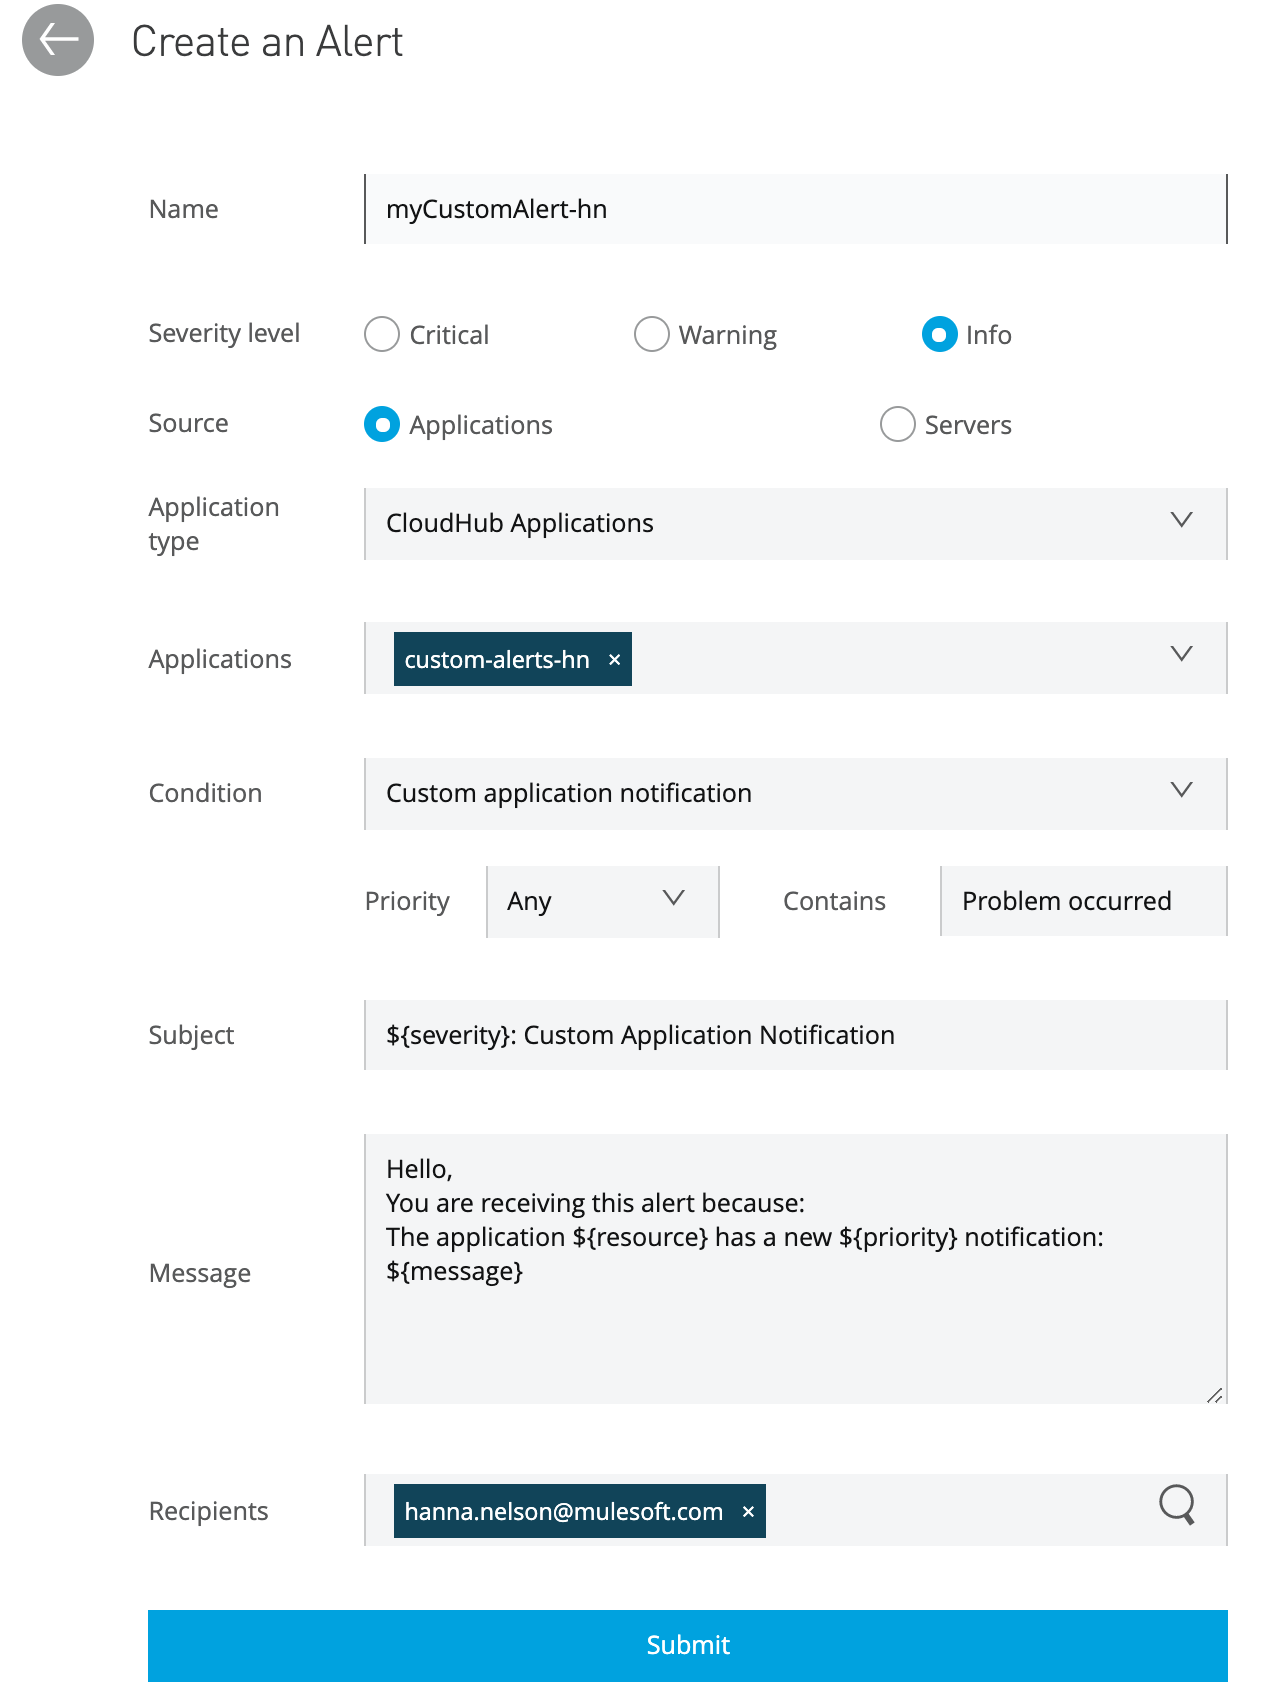 Create an Alert
Name
myCustomAlert-hn
Severity level
Critical
Warning
Info
Source
Applications
Servers
Application
type
CloudHub Applications
Applications
custom-alerts-hn ×
Condition
Custom application notification
Priority
Any
Contains
Problem occurred
Subject
${severity}: Custom Application Notification
Message
Hello,
You are receiving this alert because:
The application ${resource} has a new ${priority} notification:
${message}
Recipients
hanna.nelson@mulesoft.com ×
Submit